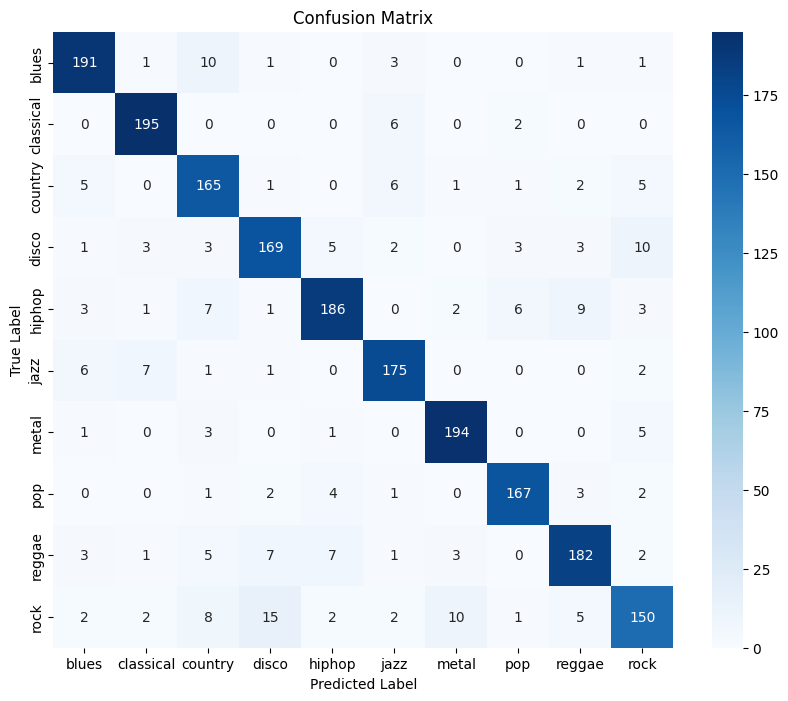 Confusion Matrix
True Label
blues 191 1 10 1 0 3 0 0 1 1
classical 0 195 0 0 0 6 0 2 0 0
country 5 0 165 1 0 6 1 1 2 5
disco 1 3 3 169 5 2 0 3 3 10
hiphop 3 1 7 1 186 0 2 6 9 3
jazz 6 7 1 1 0 175 0 0 0 2
metal 1 0 3 0 1 0 194 0 0 5
pop 0 0 1 2 4 1 0 167 3 2
reggae 3 1 5 7 7 1 3 0 182 2
rock 2 2 8 15 2 2 10 1 5 150
blues classical country disco hiphop jazz metal pop reggae rock
Predicted Label
175
150
125
100
75
50
25
0